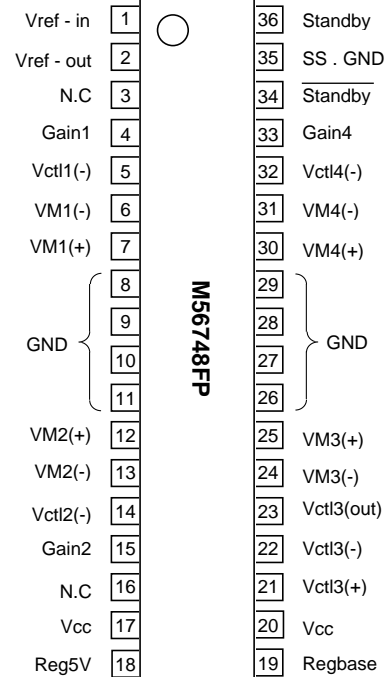 Vref - in 1 36 Standby
Vref - out 2 35 SS . GND
N.C 3 34 Standby
Gain1 4 33 Gain4
Vctl1(-) 5 32 Vctl4(-)
VM1(-) 6 31 VM4(-)
VM1(+) 7 30 VM4(+)
8 29
9 28
GND GND
10 27
11 26
M56748FP
VM2(+) 12 25 VM3(+)
VM2(-) 13 24 VM3(-)
Vctl2(-) 14 23 Vctl3(out)
Gain2 15 22 Vctl3(-)
N.C 16 21 Vctl3(+)
Vcc 17 20 Vcc
Reg5V 18 19 Regbase